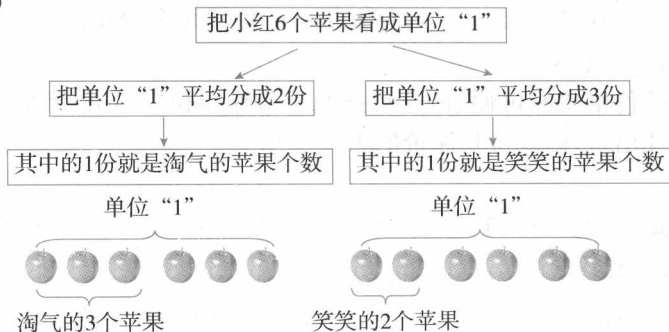 把小红6个苹果看成单位“1”
把单位“1”平均分成2份
把单位“1”平均分成3份
其中的1份就是淘气的苹果个数
其中的1份就是笑笑的苹果个数
单位“1”
单位“1”
淘气的3个苹果
笑笑的2个苹果